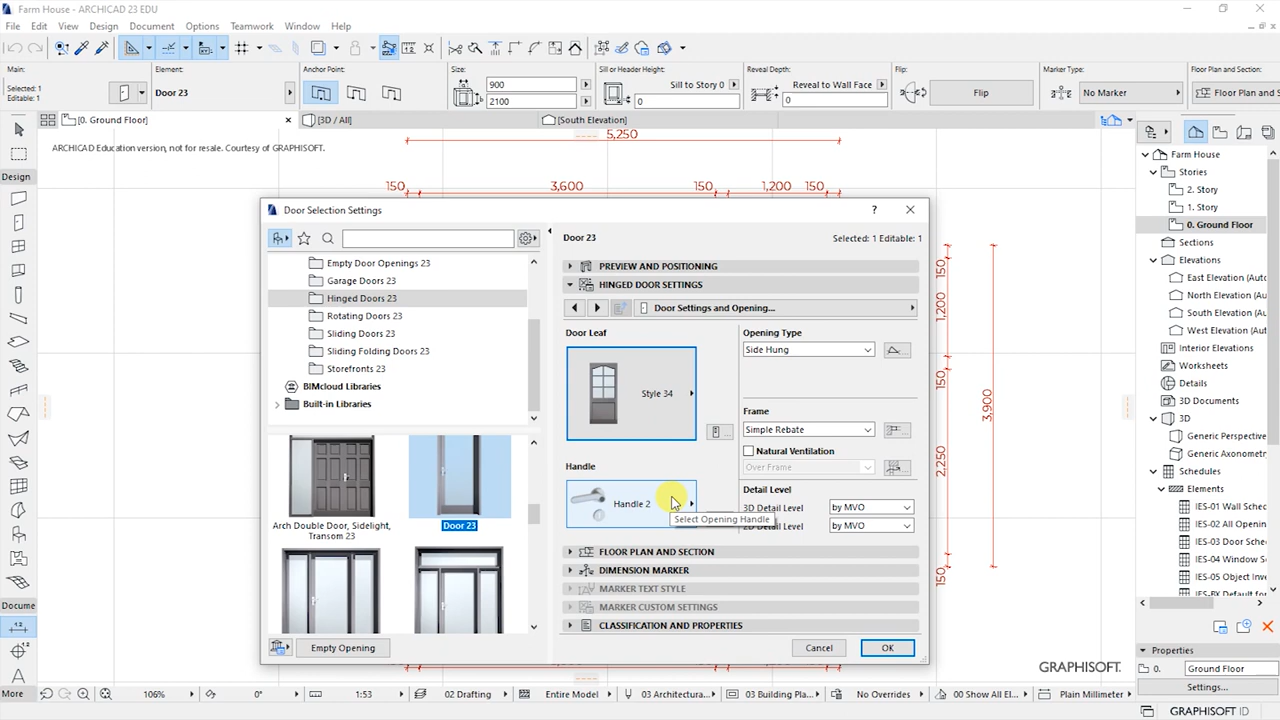 Farm House - ARCHICAD 23 EDU
File Edit View Design Document Options Teamwork Window Help
Main:
Selected: 1
Editable: 1
Element:
Door 23
Anchor Point:
Size:
900
2100
Sill or Header Height:
Sill to Story 0
0
Reveal Depth:
Reveal to Wall Face
0
Flip:
Flip
Marker Type:
No Marker
Floor Plan and Section:
Floor Plan and S
[0. Ground Floor]
[3D / All]
[South Elevation]
ARCHICAD Education version, not for resale. Courtesy of GRAPHISOFT.
Design
Docume
More
5,250
150 3,600 150 1,200 150
150
1,200
150
2,250
150
3,900
Door Selection Settings
?
Empty Door Openings 23
Garage Doors 23
Hinged Doors 23
Rotating Doors 23
Sliding Doors 23
Sliding Folding Doors 23
Storefronts 23
BIMcloud Libraries
Built-in Libraries
Arch Double Door, Sidelight,
Transom 23
Door 23
Empty Opening
Door 23
Selected: 1 Editable: 1
PREVIEW AND POSITIONING
HINGED DOOR SETTINGS
Door Settings and Opening...
Door Leaf
Style 34
Handle
Handle 2
Select Opening Handle
Opening Type
Side Hung
Frame
Simple Rebate
Natural Ventilation
Over Frame
Detail Level
3D Detail Level by MVO
2D Detail Level by MVO
FLOOR PLAN AND SECTION
DIMENSION MARKER
MARKER TEXT STYLE
MARKER CUSTOM SETTINGS
CLASSIFICATION AND PROPERTIES
Cancel
OK
Farm House
Stories
2. Story
1. Story
0. Ground Floor
Sections
Elevations
East Elevation (Auto
North Elevation (Auto
South Elevation (Auto
West Elevation (Auto
Interior Elevations
Worksheets
Details
3D Documents
3D
Generic Perspective
Generic Axonometry
Schedules
Elements
IES-01 Wall Schedu
IES-02 All Opening
IES-03 Door Sched
IES-04 Window S
IES-05 Object Inve
IES-BX Default for
Properties
0. Ground Floor
Settings...
GRAPHISOFT.
GRAPHISOFT ID
106%
0°
1:53
02 Drafting
Entire Model
03 Architectura...
03 Building Pla...
No Overrides
00 Show All El...
Plain Millimeter